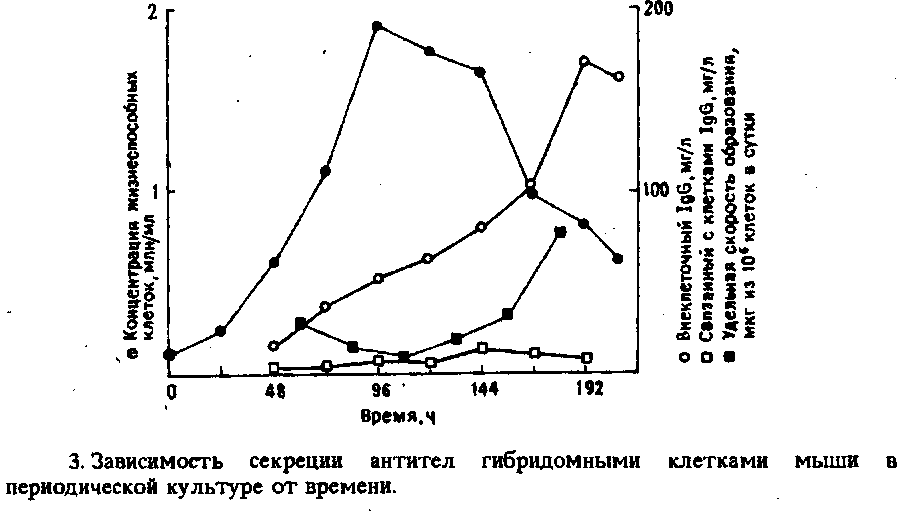 2
1
200
100
● Концентрация жизнеспособных
клеток, млн/мл
○ Внеклеточный IgG, мг/л
□ Связанный с клетками IgG, мг/л
■ Удельная скорость образования,
мкг из 10⁶ клеток в сутки
0 48 96 144 192
Время, ч
3. Зависимость секреции антител гибридомными клетками мыши в
периодической культуре от времени.